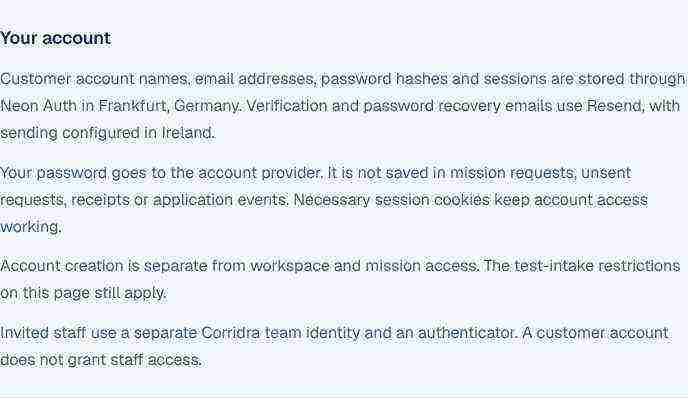 Your account
Customer account names, email addresses, password hashes and sessions are stored through
Neon Auth in Frankfurt, Germany. Verification and password recovery emails use Resend, with
sending configured in Ireland.
Your password goes to the account provider. It is not saved in mission requests, unsent
requests, receipts or application events. Necessary session cookies keep account access
working.
Account creation is separate from workspace and mission access. The test-intake restrictions
on this page still apply.
Invited staff use a separate Corridra team identity and an authenticator. A customer account
does not grant staff access.